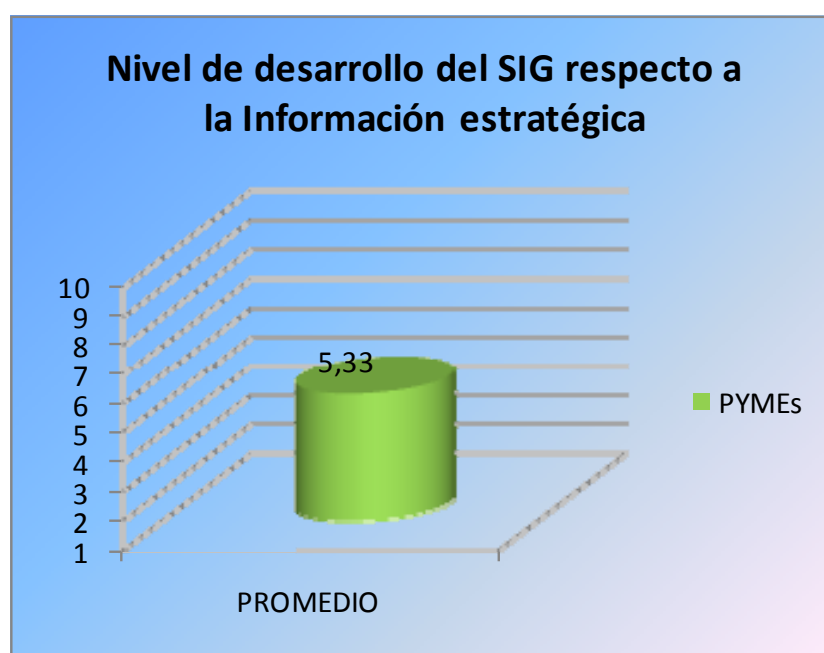 Nivel de desarrollo del SIG respecto a
la Información estratégica
10
9
8
7
6
5
4
3
2
1
5,33
PROMEDIO
PYMEs